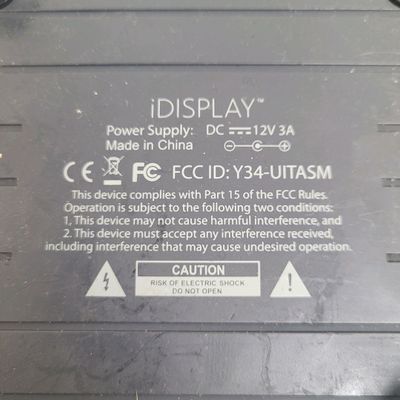 iDISPLAY™
Power Supply: DC 12V 3A
Made in China
CE FC FCC ID: Y34-UITASM
This device complies with Part 15 of the FCC Rules.
Operation is subject to the following two conditions:
1, This device may not cause harmful interference, and
2. This device must accept any interference received,
including interference that may cause undesired operation.
CAUTION
RISK OF ELECTRIC SHOCK
DO NOT OPEN